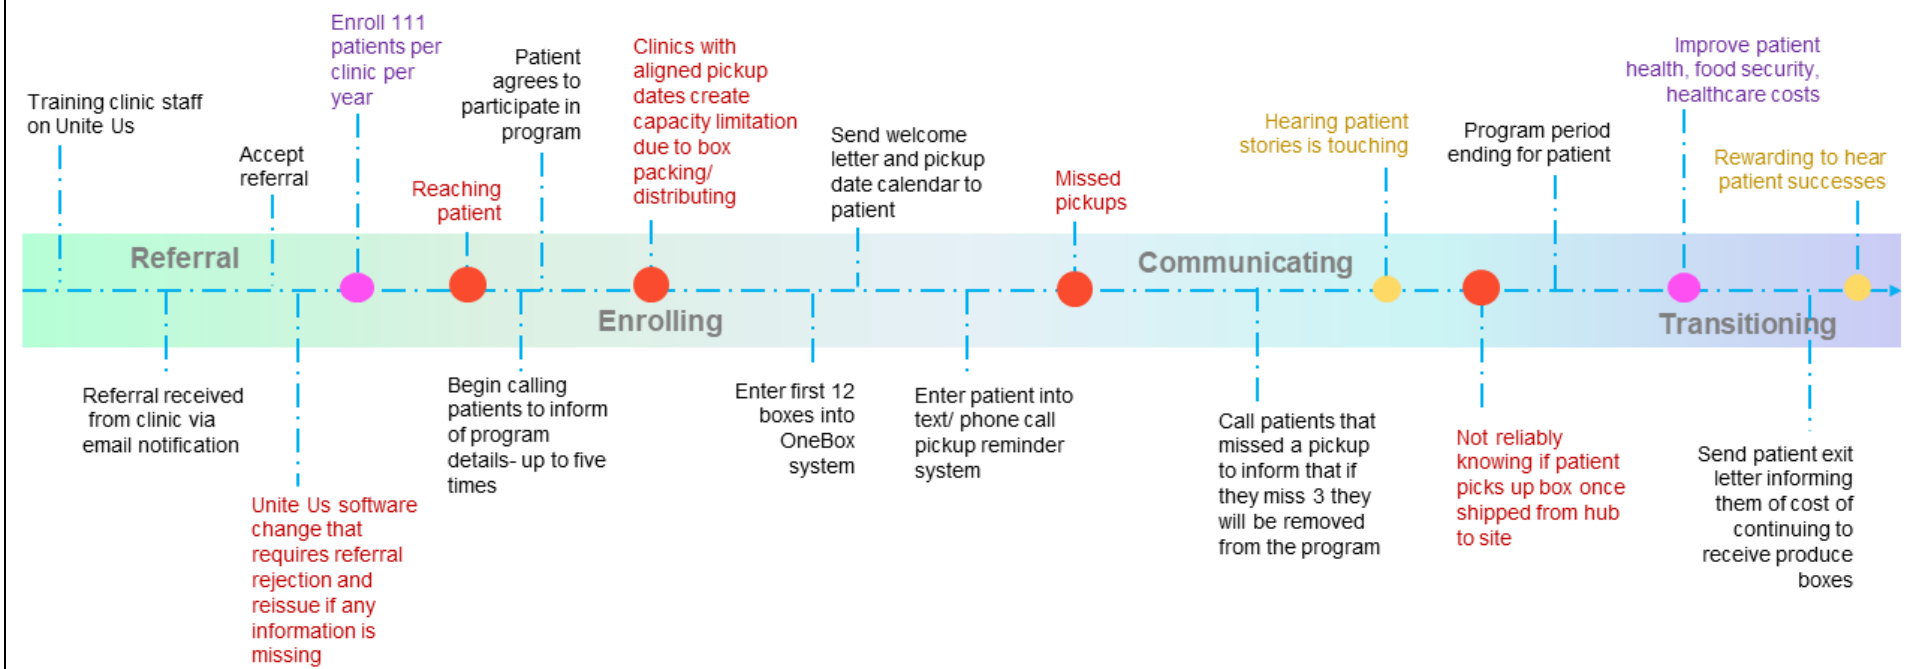 Training clinic staff
on Unite Us
Accept
referral
Enroll 111
patients per
clinic per
year
Reaching
patient
Patient
agrees to
participate in
program
Clinics with
aligned pickup
dates create
capacity limitation
due to box
packing/
distributing
Send welcome
letter and pickup
date calendar to
patient
Missed
pickups
Hearing patient
stories is touching
Program period
ending for patient
Improve patient
health, food security,
healthcare costs
Rewarding to hear
patient successes
Referral
Enrolling
Communicating
Transitioning
Referral received
from clinic via
email notification
Unite Us software
change that
requires referral
rejection and
reissue if any
information is
missing
Begin calling
patients to inform
of program
details- up to five
times
Enter first 12
boxes into
OneBox
system
Enter patient into
text/ phone call
pickup reminder
system
Call patients that
missed a pickup
to inform that if
they miss 3 they
will be removed
from the program
Not reliably
knowing if patient
picks up box once
shipped from hub
to site
Send patient exit
letter informing
them of cost of
continuing to
receive produce
boxes